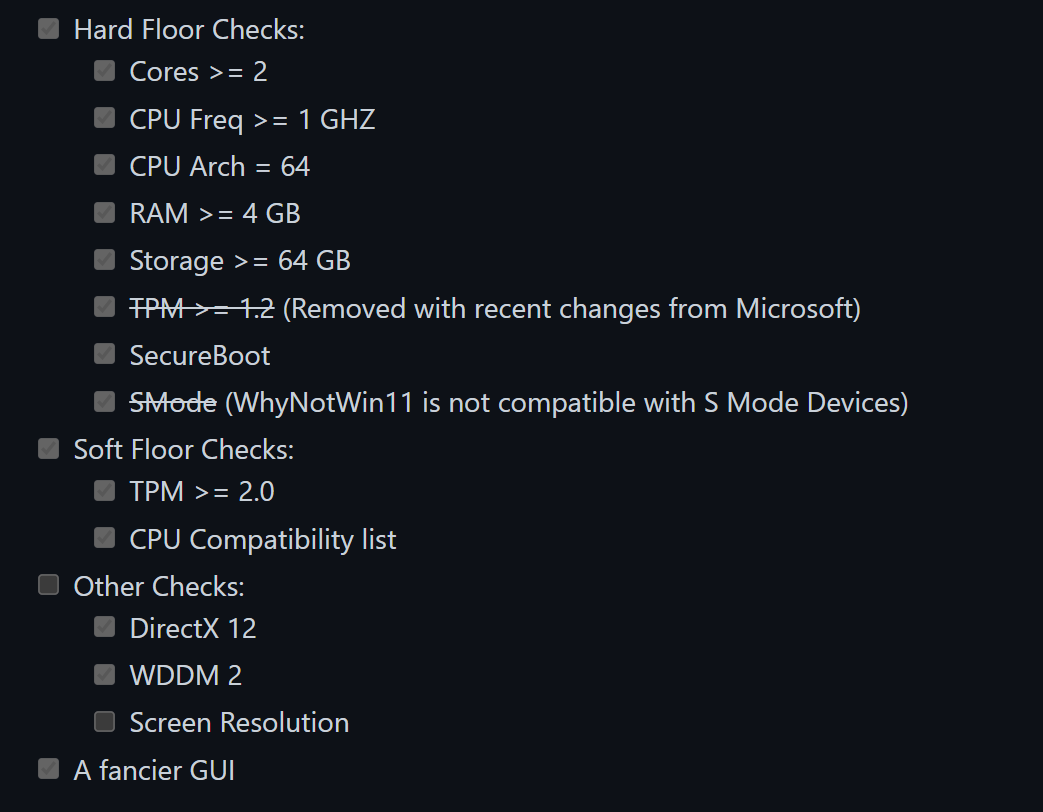 Hard Floor Checks:
Cores >= 2
CPU Freq >= 1 GHZ
CPU Arch = 64
RAM >= 4 GB
Storage >= 64 GB
TPM >= 1.2 (Removed with recent changes from Microsoft)
SecureBoot
SMode (WhyNotWin11 is not compatible with S Mode Devices)
Soft Floor Checks:
TPM >= 2.0
CPU Compatibility list
Other Checks:
DirectX 12
WDDM 2
Screen Resolution
A fancier GUI